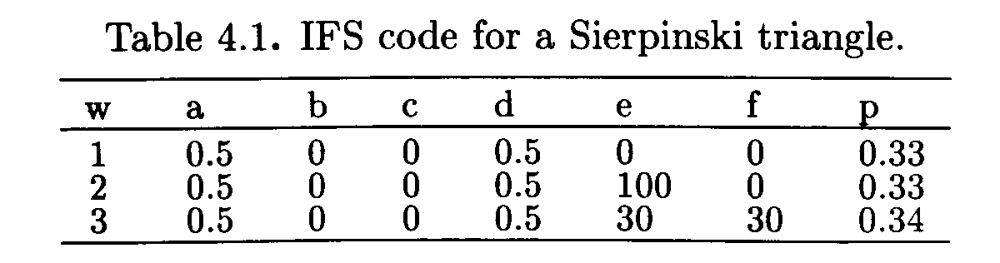 Table 4.1. IFS code for a Sierpinski triangle.
w a b c d e f p
1 0.5 0 0 0.5 0 0 0.33
2 0.5 0 0 0.5 100 0 0.33
3 0.5 0 0 0.5 30 30 0.34